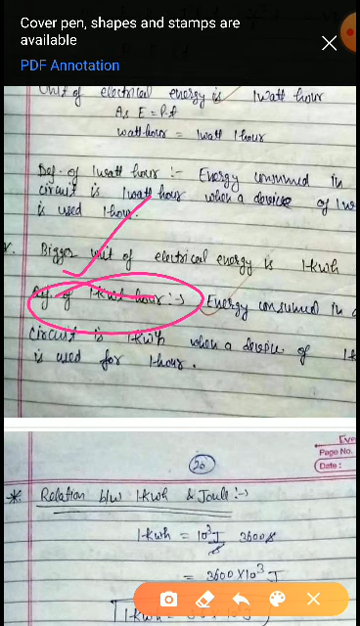 Cover pen, shapes and stamps are
available
PDF Annotation
Unit of electrical energy is 1watt hour
As E = P.t
watt hour = 1watt 1hour
Def. of 1watt hour :- Energy consumed in
circuit is 1watt hour when a device of 1w
is used 1hour.
Bigger unit of electrical energy is 1kwh
Def. of 1kwh hour :-> Energy consumed in a
circuit is 1kwh when a device of 1k
is used for 1hour.
Page No.
Date :
20
* Relation b/w 1kwh & Joule :->
1kwh = 10³J 3600s
= 3600 X10³ J
1kwh =